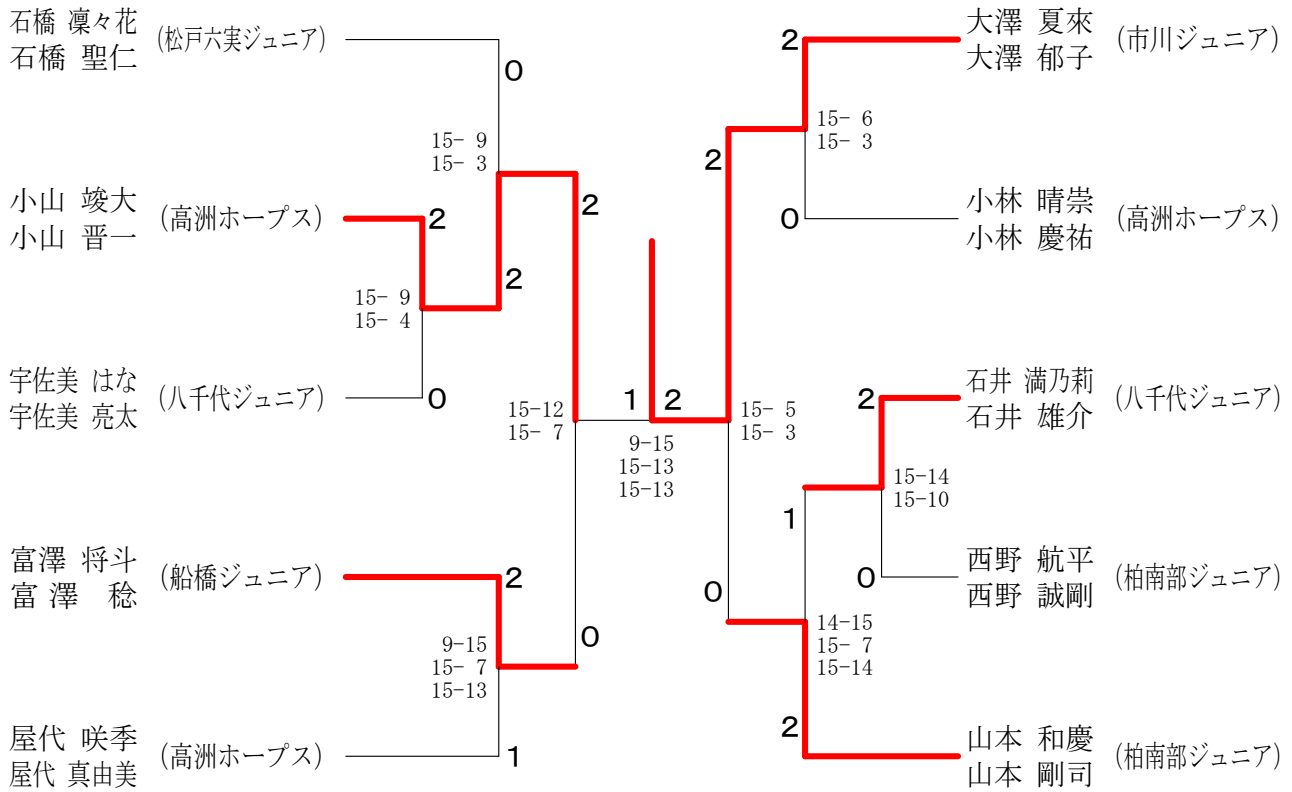 石橋 凜々花
石橋 聖仁
(松戸六実ジュニア)
0
15- 9
15- 3
小山 竣大
小山 晋一
(高洲ホープス)
2
2
2
15- 9
15- 4
宇佐美 はな
宇佐美 亮太
(八千代ジュニア)
0
15-12
15- 7
富澤 将斗
富澤 稔
(船橋ジュニア)
2
0
9-15
15- 7
15-13
屋代 咲季
屋代 真由美
(高洲ホープス)
1
1
2
9-15
15-13
15-13
大澤 夏來
大澤 郁子
(市川ジュニア)
2
15- 6
15- 3
2
小林 晴崇
小林 慶祐
(高洲ホープス)
0
15- 5
15- 3
石井 満乃莉
石井 雄介
(八千代ジュニア)
2
15-14
15-10
1
西野 航平
西野 誠剛
(柏南部ジュニア)
0
0
14-15
15- 7
15-14
山本 和慶
山本 剛司
(柏南部ジュニア)
2